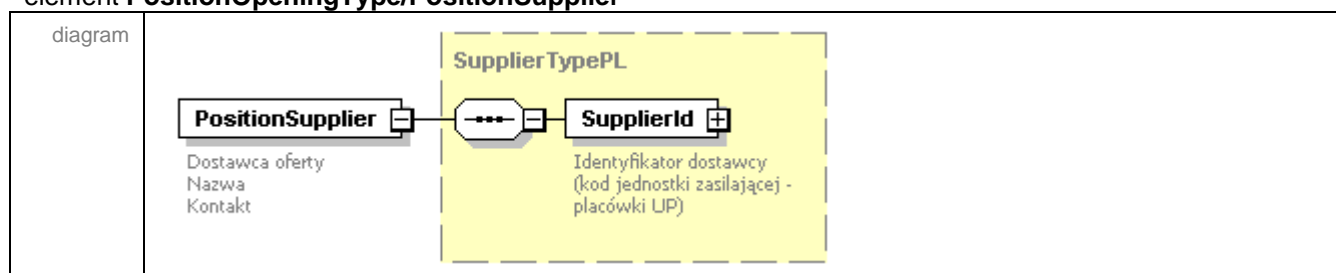 element PositionOpeningType/PositionSupplier
diagram
SupplierTypePL
PositionSupplier
SupplierId
Dostawca oferty
Nazwa
Kontakt
Identyfikator dostawcy
(kod jednostki zasilającej -
placówki UP)